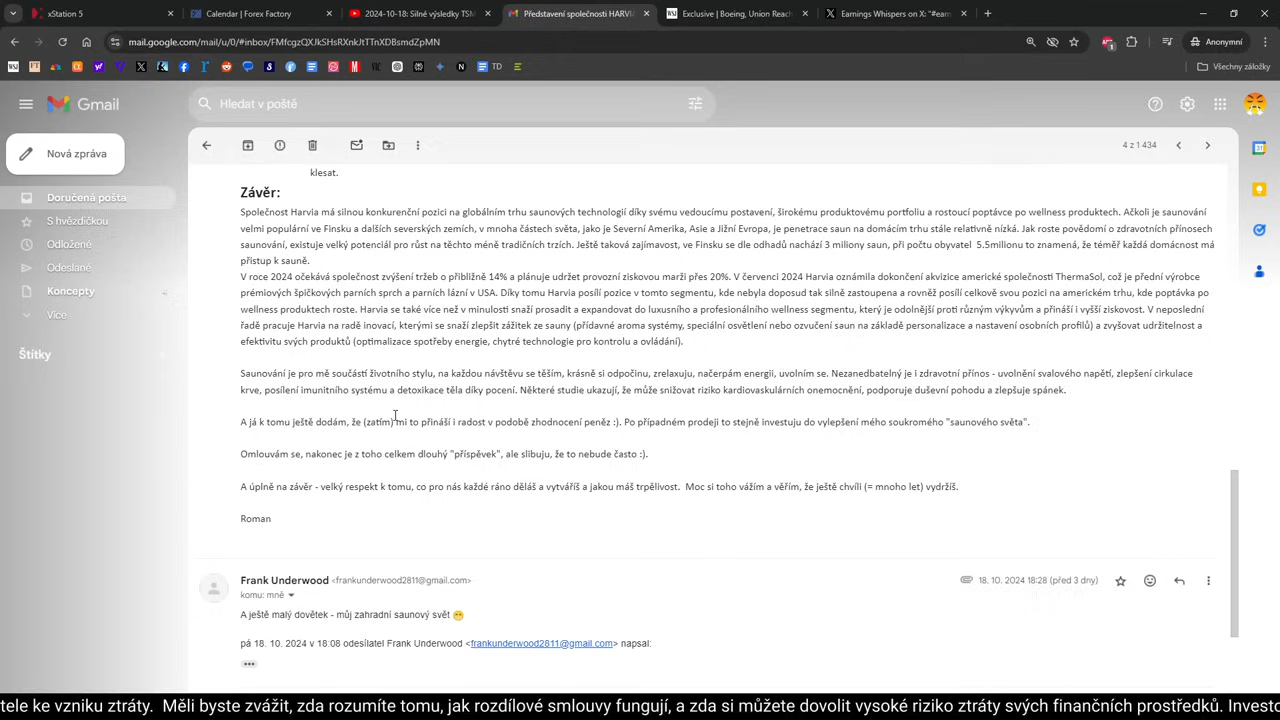 xStation 5
Calendar | Forex Factory
2024-10-18: Silné výsledky TSM
Představení společnosti HARVIA
Exclusive | Boeing, Union Reach
Earnings Whispers on X: "#earn
mail.google.com/mail/u/0/#inbox/FMfcgzQXJkSHsRXnkJtTTnXDBsmdZpMN
Anonymní
TD
Všechny záložky
Gmail
Hledat v poště
Nová zpráva
4 z 1 434
Doručená pošta
S hvězdičkou
Odložené
Odeslané
Koncepty
Více
Štítky
klesat.
Závěr:
Společnost Harvia má silnou konkurenční pozici na globálním trhu saunových technologií díky svému vedoucímu postavení, širokému produktovému portfoliu a rostoucí poptávce po wellness produktech. Ačkoli je saunování
velmi populární ve Finsku a dalších severských zemích, v mnoha částech světa, jako je Severní Amerika, Asie a Jižní Evropa, je penetrace saun na domácím trhu stále relativně nízká. Jak roste povědomí o zdravotních přínosech
saunování, existuje velký potenciál pro růst na těchto méně tradičních trzích. Ještě taková zajímavost, ve Finsku se dle odhadů nachází 3 miliony saun, při počtu obyvatel 5.5milionu to znamená, že téměř každá domácnost má
přístup k sauně.
V roce 2024 očekává společnost zvýšení tržeb o přibližně 14% a plánuje udržet provozní ziskovou marži přes 20%. V červenci 2024 Harvia oznámila dokončení akvizice americké společnosti ThermaSol, což je přední výrobce
prémiových špičkových parních sprch a parních lázní v USA. Díky tomu Harvia posílí pozice v tomto segmentu, kde nebyla doposud tak silně zastoupena a rovněž posílí celkově svou pozici na americkém trhu, kde poptávka po
wellness produktech roste. Harvia se také více než v minulosti snaží prosadit a expandovat do luxusního a profesionálního wellness segmentu, který je odolnější proti různým výkyvům a přináší i vyšší ziskovost. V neposlední
řadě pracuje Harvia na řadě inovací, kterými se snaží zlepšit zážitek ze sauny (přídavné aroma systémy, speciální osvětlení nebo ozvučení saun na základě personalizace a nastavení osobních profilů) a zvyšovat udržitelnost a
efektivitu svých produktů (optimalizace spotřeby energie, chytré technologie pro kontrolu a ovládání).
Saunování je pro mě součástí životního stylu, na každou návštěvu se těším, krásně si odpočinu, zrelaxuju, načerpám energii, uvolním se. Nezanedbatelný je i zdravotní přínos - uvolnění svalového napětí, zlepšení cirkulace
krve, posílení imunitního systému a detoxikace těla díky pocení. Některé studie ukazují, že může snižovat riziko kardiovaskulárních onemocnění, podporuje duševní pohodu a zlepšuje spánek.
A já k tomu ještě dodám, že (zatím) mi to přináší i radost v podobě zhodnocení peněz :). Po případném prodeji to stejně investuju do vylepšení mého soukromého "saunového světa".
Omlouvám se, nakonec je z toho celkem dlouhý "příspěvek", ale slibuju, že to nebude často :).
A úplně na závěr - velký respekt k tomu, co pro nás každé ráno děláš a vytváříš a jakou máš trpělivost. Moc si toho vážím a věřím, že ještě chvíli (= mnoho let) vydržíš.
Roman
Frank Underwood <frankunderwood2811@gmail.com>
18. 10. 2024 18:28 (před 3 dny)
komu: mně
A ještě malý dovětek - můj zahradní saunový svět 😁
pá 18. 10. 2024 v 18:08 odesílatel Frank Underwood <frankunderwood2811@gmail.com> napsal:
tele ke vzniku ztráty. Měli byste zvážit, zda rozumíte tomu, jak rozdílové smlouvy fungují, a zda si můžete dovolit vysoké riziko ztráty svých finančních prostředků. Investo